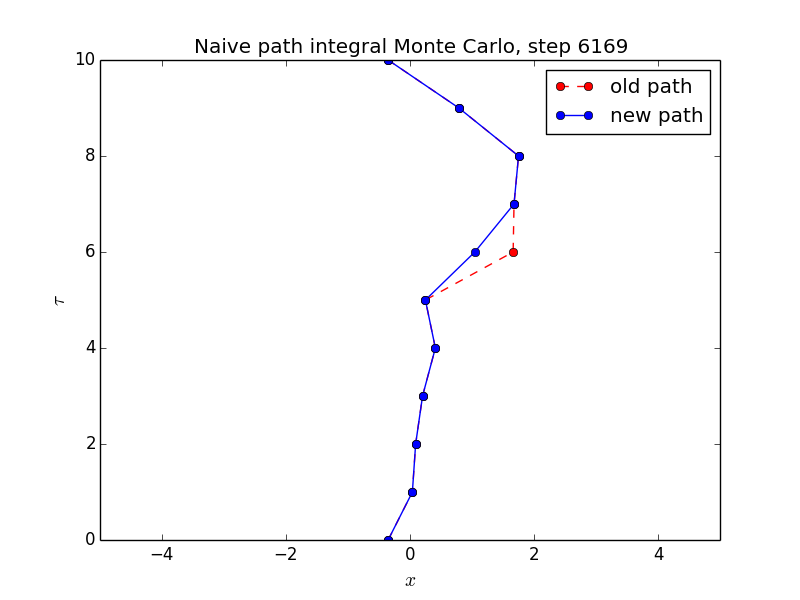 Naive path integral Monte Carlo, step 6169
old path
new path
10
8
6
4
2
0
τ
−4 −2 0 2 4
x